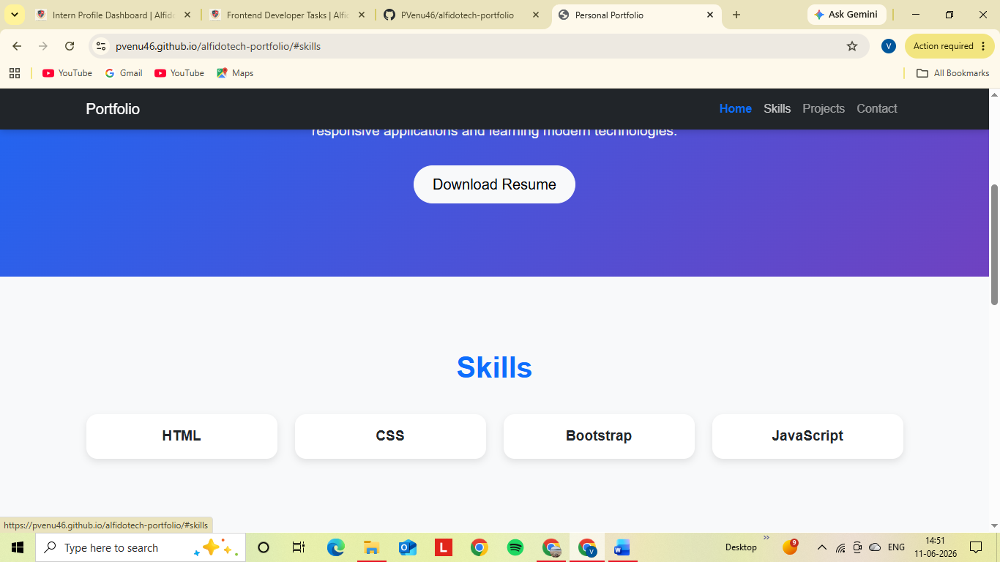 Intern Profile Dashboard | Alfido
Frontend Developer Tasks | Alfid
PVenu46/alfidotech-portfolio
Personal Portfolio
Ask Gemini
pvenu46.github.io/alfidotech-portfolio/#skills
V
Action required
YouTube
Gmail
YouTube
Maps
All Bookmarks
Portfolio
Home Skills Projects Contact
responsive applications and learning modern technologies.
Download Resume
Skills
HTML CSS Bootstrap JavaScript
https://pvenu46.github.io/alfidotech-portfolio/#skills
Type here to search
L
V
Desktop
9
ENG
14:51
11-06-2026